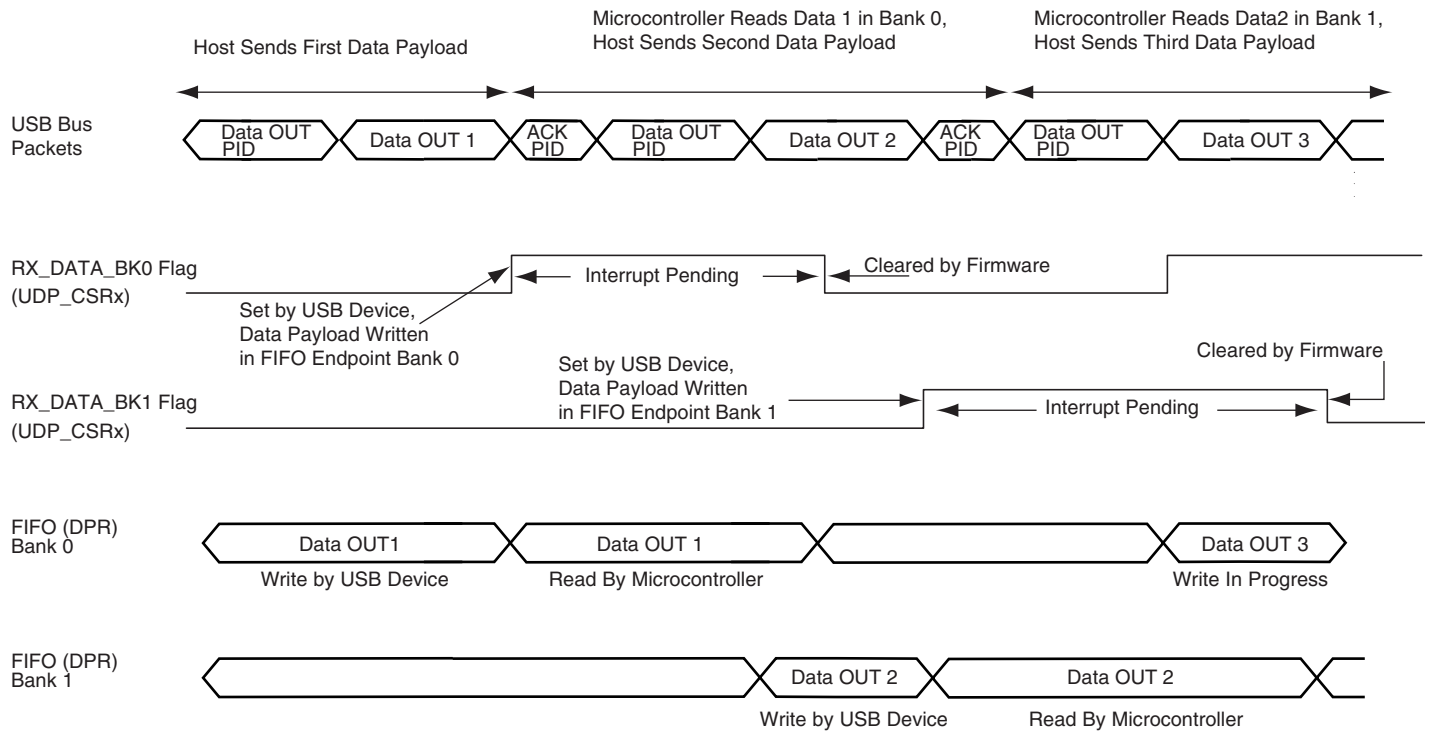 Host Sends First Data Payload
Microcontroller Reads Data 1 in Bank 0,
Host Sends Second Data Payload
Microcontroller Reads Data2 in Bank 1,
Host Sends Third Data Payload
USB Bus
Packets
Data OUT
PID
Data OUT 1
ACK
PID
Data OUT
PID
Data OUT 2
ACK
PID
Data OUT
PID
Data OUT 3
RX_DATA_BK0 Flag
(UDP_CSRx)
Interrupt Pending
Cleared by Firmware
Set by USB Device,
Data Payload Written
in FIFO Endpoint Bank 0
RX_DATA_BK1 Flag
(UDP_CSRx)
Set by USB Device,
Data Payload Written
in FIFO Endpoint Bank 1
Interrupt Pending
Cleared by Firmware
FIFO (DPR)
Bank 0
Data OUT1
Data OUT 1
Data OUT 3
Write by USB Device
Read By Microcontroller
Write In Progress
FIFO (DPR)
Bank 1
Data OUT 2
Data OUT 2
Write by USB Device
Read By Microcontroller